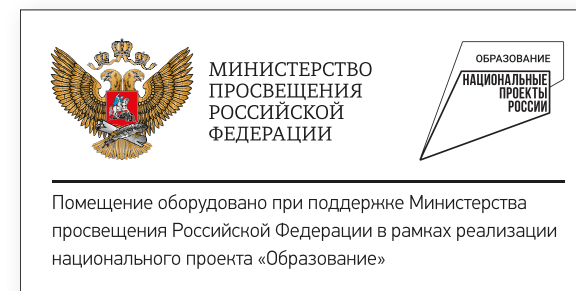 МИНИСТЕРСТВО
ПРОСВЕЩЕНИЯ
РОССИЙСКОЙ
ФЕДЕРАЦИИ
ОБРАЗОВАНИЕ
НАЦИОНАЛЬНЫЕ
ПРОЕКТЫ
РОССИИ
Помещение оборудовано при поддержке Министерства
просвещения Российской Федерации в рамках реализации
национального проекта «Образование»